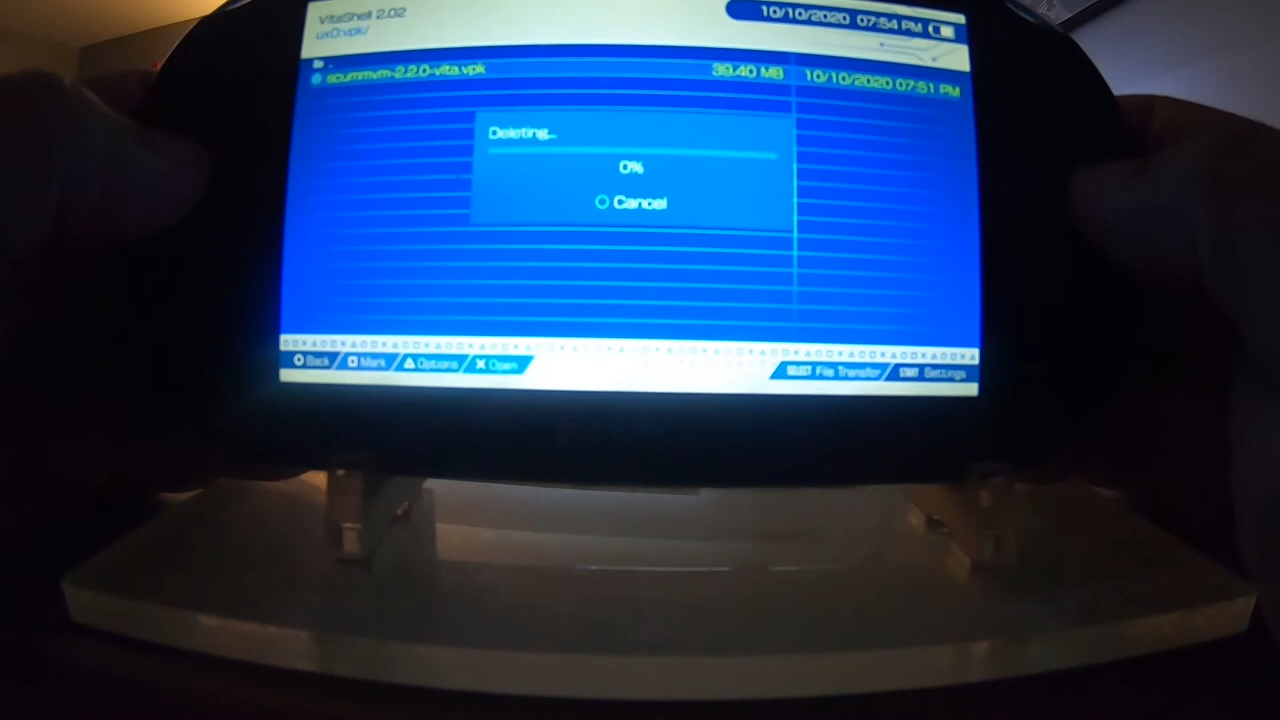 VitaShell 2.02
10/10/2020 07:54 PM
ux0:vpk/
..
scummvm-2.2.0-vita.vpk 39.40 MB 10/10/2020 07:51 PM
Deleting...
0%
Cancel
Back Mark Options Open SELECT File Transfer START Settings